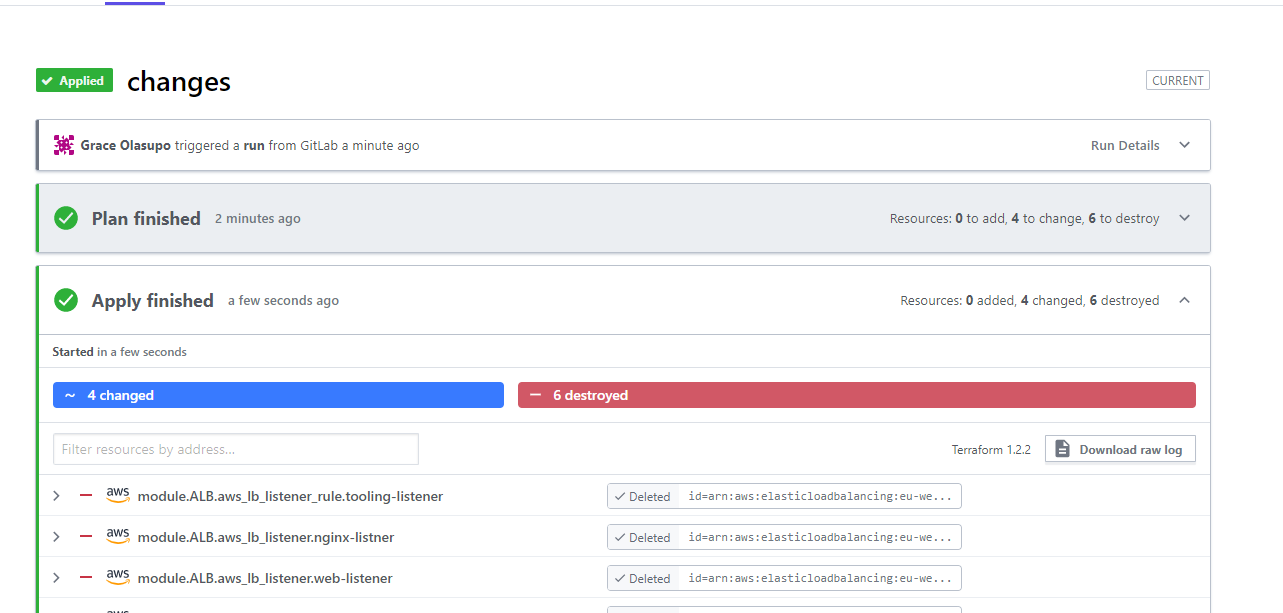 Applied changes CURRENT
Grace Olasupo triggered a run from GitLab a minute ago Run Details
Plan finished 2 minutes ago Resources: 0 to add, 4 to change, 6 to destroy
Apply finished a few seconds ago Resources: 0 added, 4 changed, 6 destroyed
Started in a few seconds
~ 4 changed — 6 destroyed
Filter resources by address... Terraform 1.2.2 Download raw log
aws module.ALB.aws_lb_listener_rule.tooling-listener Deleted id=arn:aws:elasticloadbalancing:eu-we...
aws module.ALB.aws_lb_listener.nginx-listner Deleted id=arn:aws:elasticloadbalancing:eu-we...
aws module.ALB.aws_lb_listener.web-listener Deleted id=arn:aws:elasticloadbalancing:eu-we...